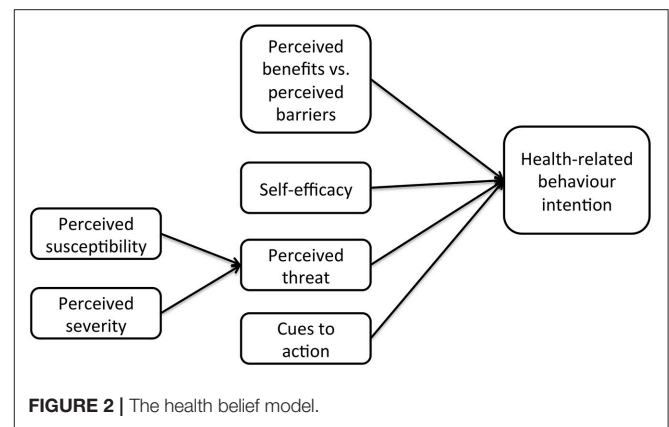 Perceived
benefits vs.
perceived
barriers
Health-related
behaviour
intention
Self-efficacy
Perceived
susceptibility
Perceived
threat
Perceived
severity
Cues to
action
FIGURE 2 | The health belief model.